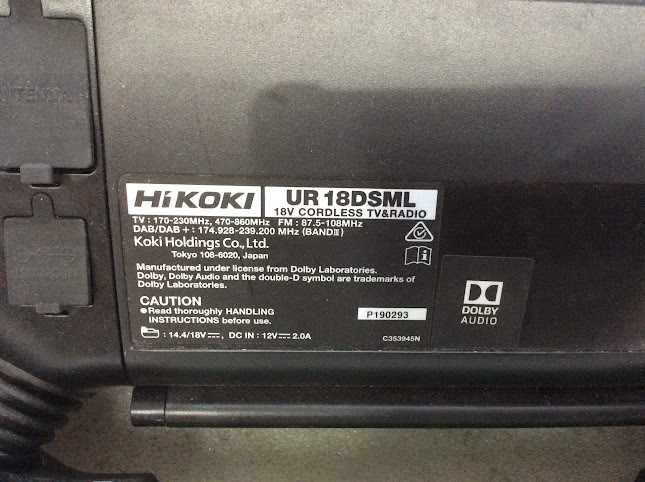 HiKOKI
UR 18DSML
18V CORDLESS TV&RADIO
TV : 170-230MHz, 470-860MHz FM : 87.5-108MHz
DAB/DAB+ : 174.928-239.200 MHz (BANDⅢ)
Koki Holdings Co., Ltd.
Tokyo 108-6020, Japan
Manufactured under license from Dolby Laboratories.
Dolby, Dolby Audio and the double-D symbol are trademarks of
Dolby Laboratories.
CAUTION
●Read thoroughly HANDLING
INSTRUCTIONS before use.
: 14.4/18V⎓, DC IN : 12V⎓ 2.0A
P190293
C353945N
DOLBY
AUDIO